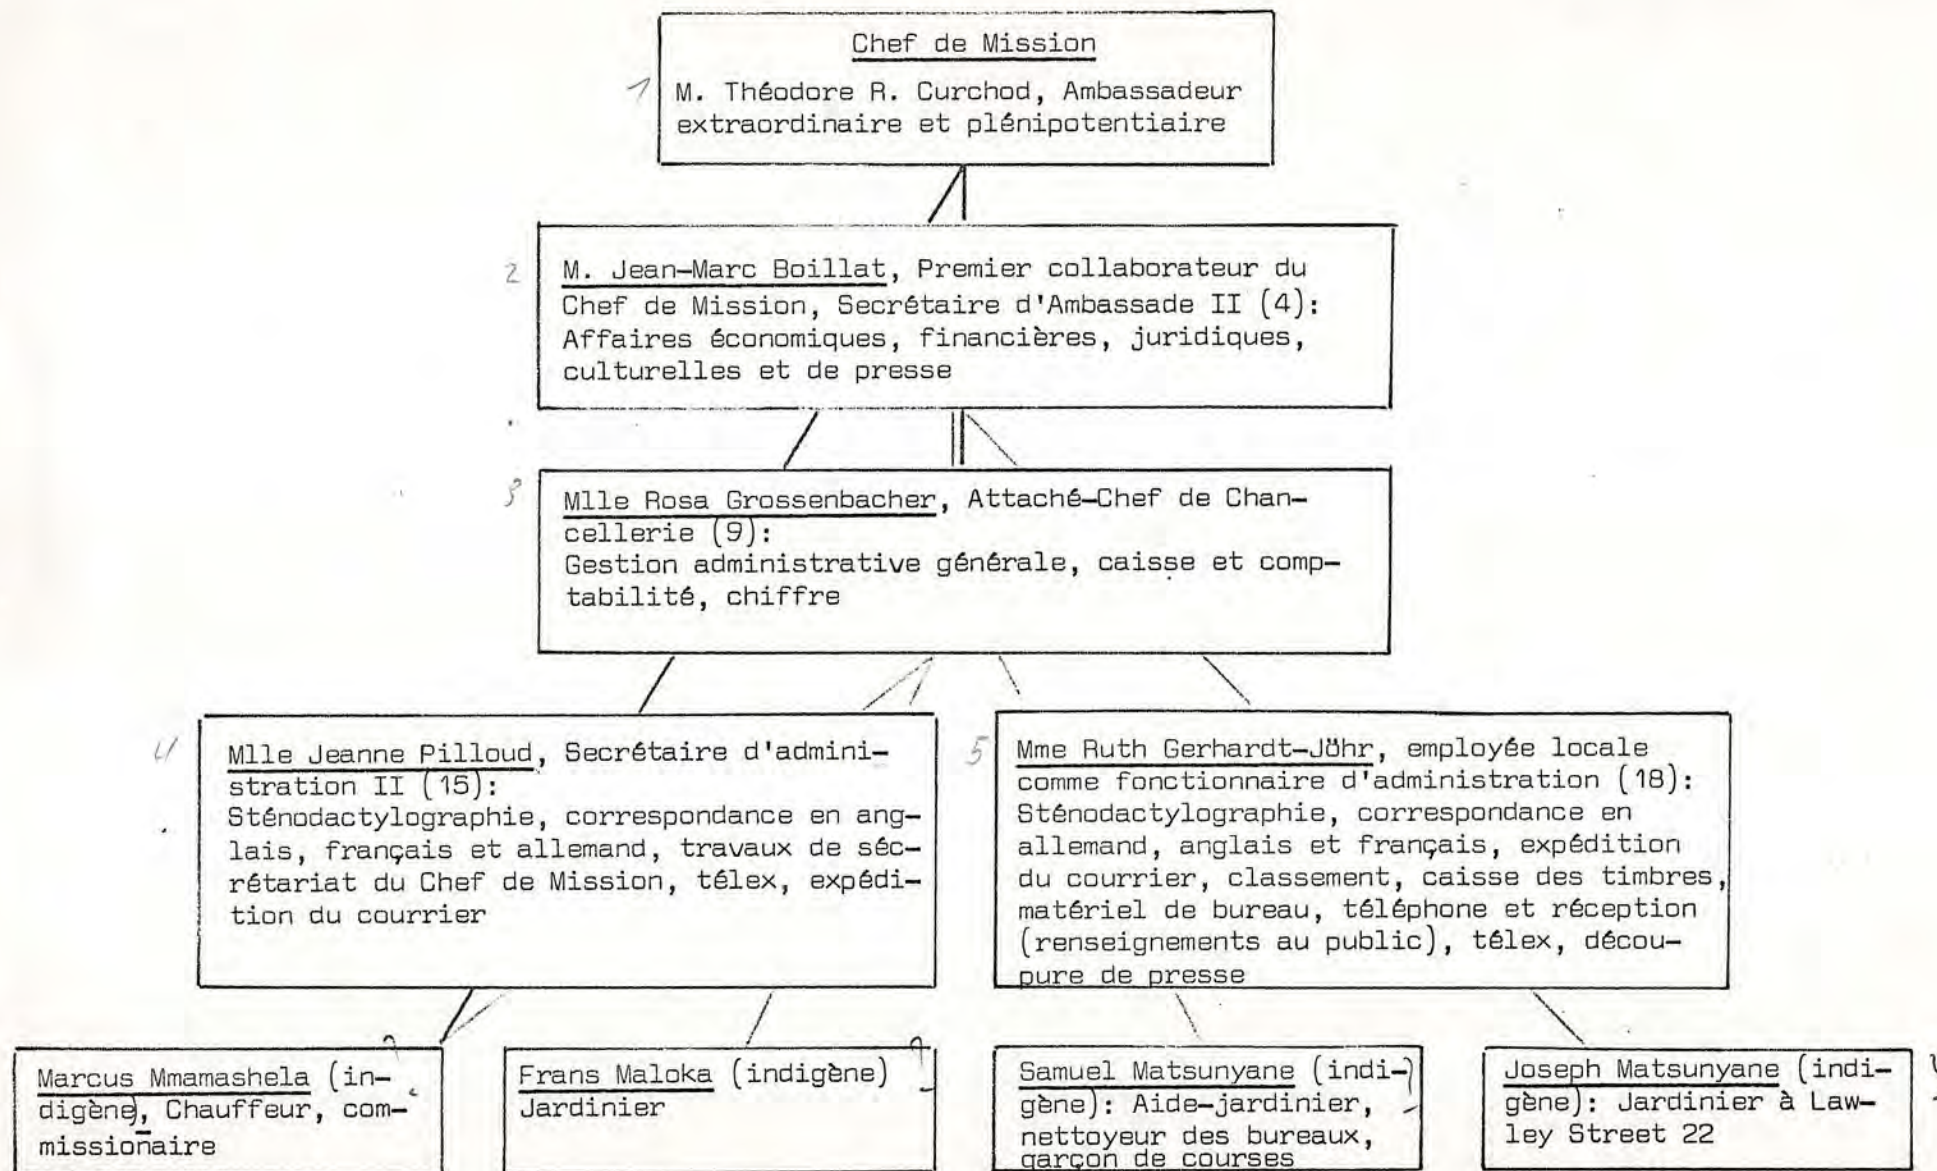 Chef de Mission
1
M. Théodore R. Curchod, Ambassadeur
extraordinaire et plénipotentiaire
2
M. Jean-Marc Boillat, Premier collaborateur du
Chef de Mission, Secrétaire d'Ambassade II (4):
Affaires économiques, financières, juridiques,
culturelles et de presse
3
Mlle Rosa Grossenbacher, Attaché-Chef de Chan-
cellerie (9):
Gestion administrative générale, caisse et comp-
tabilité, chiffre
4
Mlle Jeanne Pilloud, Secrétaire d'admini-
stration II (15):
Sténodactylographie, correspondance en ang-
lais, français et allemand, travaux de séc-
rétariat du Chef de Mission, télex, expédi-
tion du courrier
5
Mme Ruth Gerhardt-Jöhr, employée locale
comme fonctionnaire d'administration (18):
Sténodactylographie, correspondance en
allemand, anglais et français, expédition
du courrier, classement, caisse des timbres,
matériel de bureau, téléphone et réception
(renseignements au public), télex, décou-
pure de presse
Marcus Mmamashela (in-
digène), Chauffeur, com-
missionaire
Frans Maloka (indigène)
Jardinier
Samuel Matsunyane (indi-
gène): Aide-jardinier,
nettoyeur des bureaux,
garçon de courses
Joseph Matsunyane (indi-
gène): Jardinier à Law-
ley Street 22